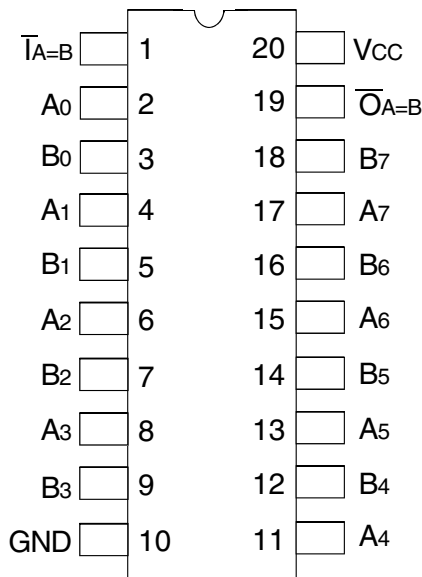 I̅A=B 1 20 VCC
A0 2 19 O̅A=B
B0 3 18 B7
A1 4 17 A7
B1 5 16 B6
A2 6 15 A6
B2 7 14 B5
A3 8 13 A5
B3 9 12 B4
GND 10 11 A4